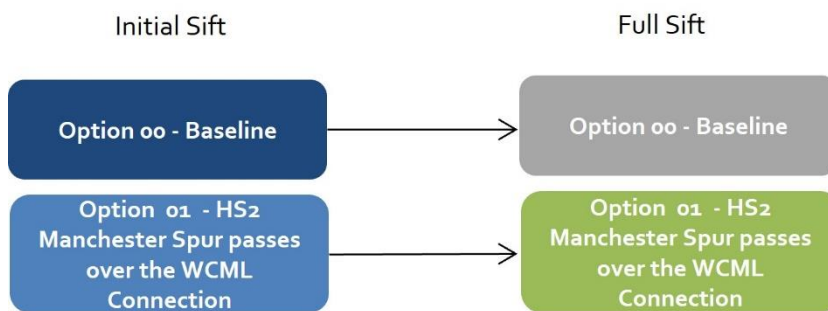 Initial Sift
Full Sift
Option 00 - Baseline
Option 00 - Baseline
Option 01 - HS2
Manchester Spur passes
over the WCML
Connection
Option 01 - HS2
Manchester Spur passes
over the WCML
Connection